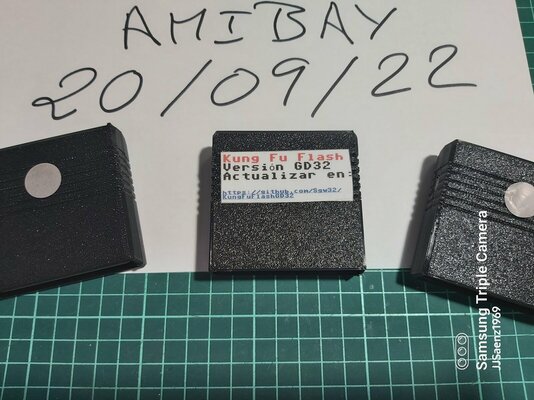 AMIBAY
20/09/22
Kung Fu Flash
Versión GD32
Actualizar en:
https://github.com/Sgw32/
KungFuFlashGD32
Samsung Triple Camera
JJSaenz1969